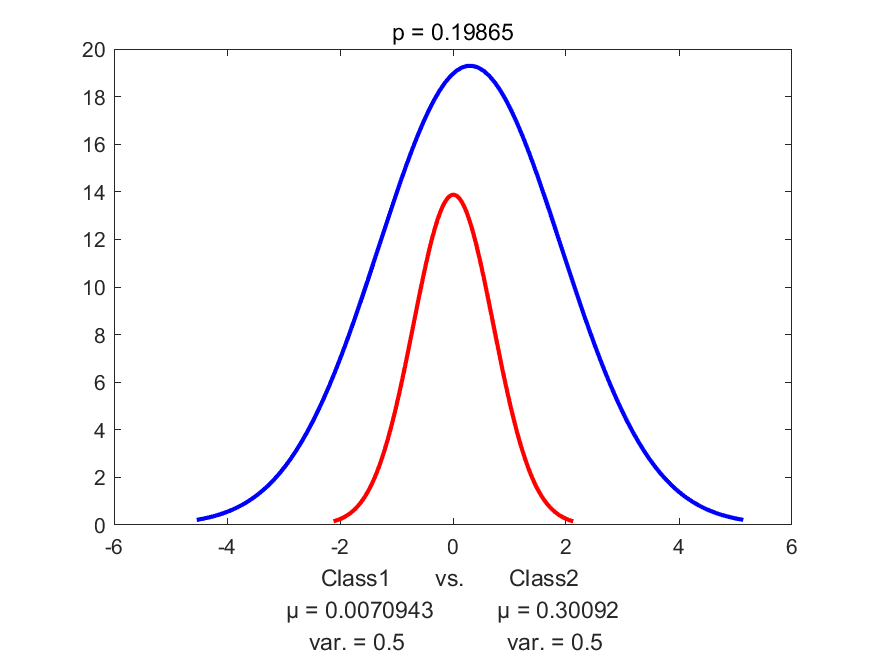 p = 0.19865
20
18
16
14
12
10
8
6
4
2
0
-6 -4 -2 0 2 4 6
Class1 vs. Class2
μ = 0.0070943 μ = 0.30092
var. = 0.5 var. = 0.5